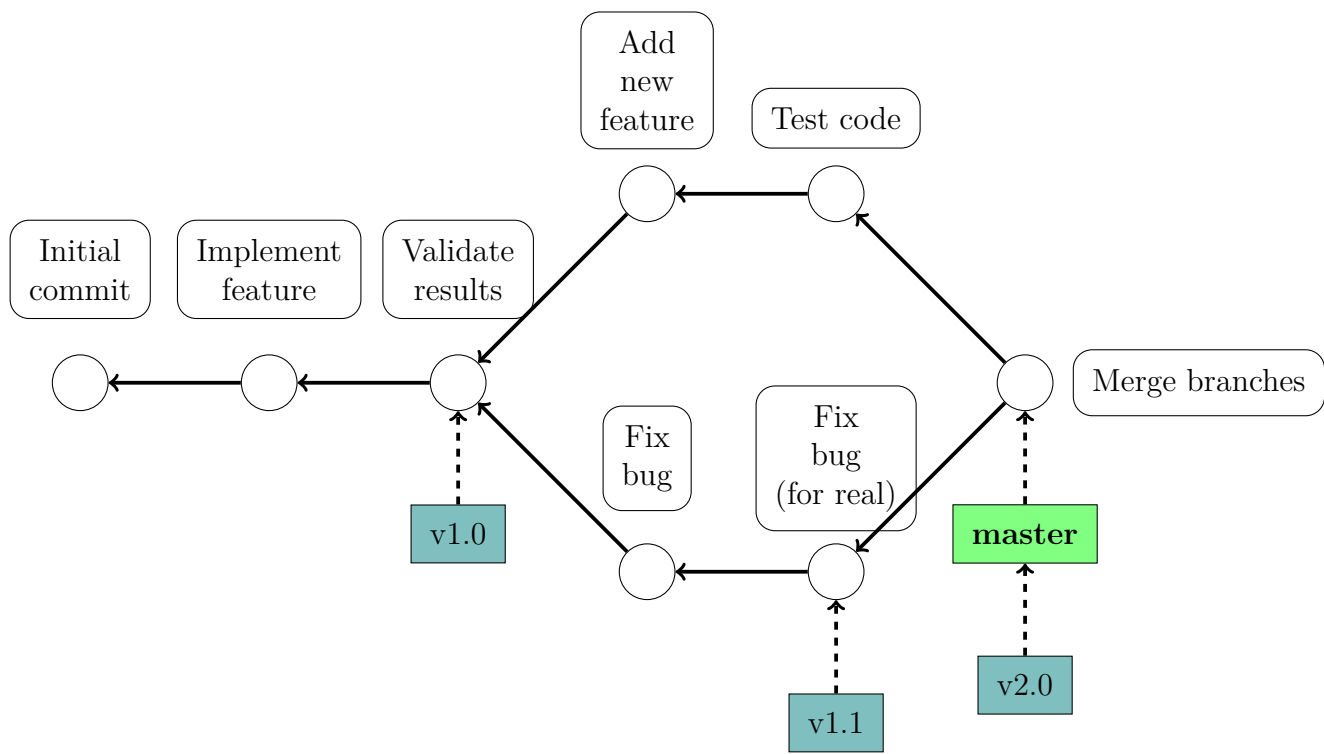 Add
new
feature
Test code
Initial
commit
Implement
feature
Validate
results
Merge branches
Fix
bug
Fix
bug
(for real)
v1.0
master
v2.0
v1.1